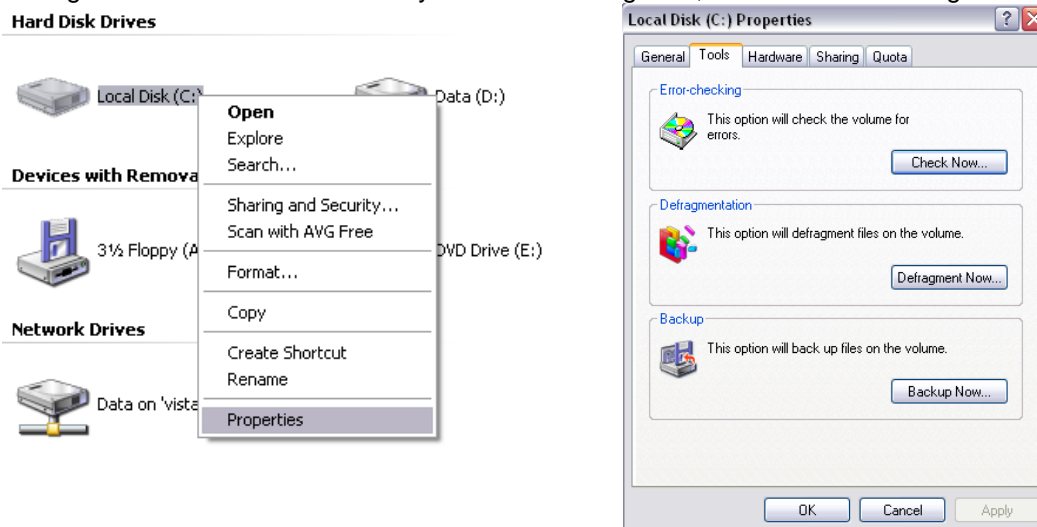 Hard Disk Drives
Local Disk (C:)
Data (D:)
Open
Explore
Search...
Devices with Remova
Sharing and Security...
Scan with AVG Free
3½ Floppy (A
DVD Drive (E:)
Format...
Copy
Network Drives
Create Shortcut
Rename
Data on 'vista
Properties
Local Disk (C:) Properties
General Tools Hardware Sharing Quota
Error-checking
This option will check the volume for
errors.
Check Now...
Defragmentation
This option will defragment files on the volume.
Defragment Now...
Backup
This option will back up files on the volume.
Backup Now...
OK Cancel Apply